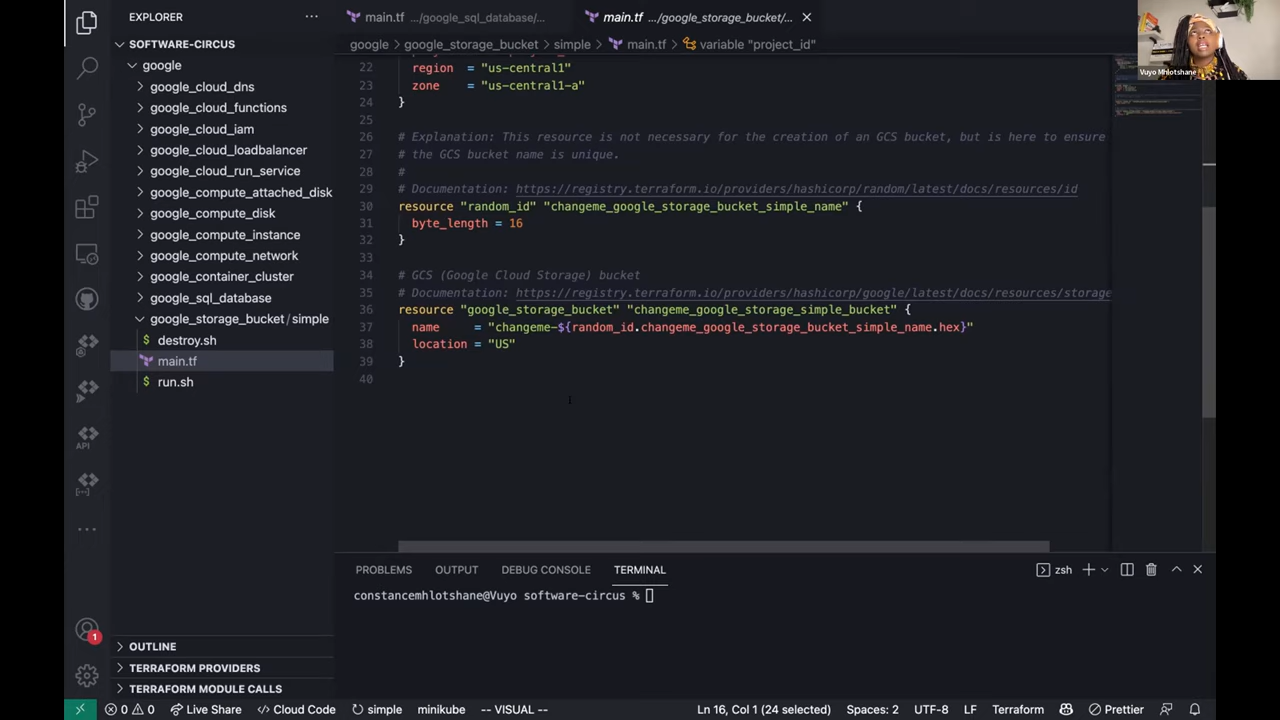 EXPLORER
SOFTWARE-CIRCUS
google
google_cloud_dns
google_cloud_functions
google_cloud_iam
google_cloud_loadbalancer
google_cloud_run_service
google_compute_attached_disk
google_compute_disk
google_compute_instance
google_compute_network
google_container_cluster
google_sql_database
google_storage_bucket/simple
$ destroy.sh
main.tf
$ run.sh
OUTLINE
TERRAFORM PROVIDERS
TERRAFORM MODULE CALLS
API
1
main.tf .../google_sql_database/...
main.tf .../google_storage_bucket/...
google > google_storage_bucket > simple > main.tf > variable "project_id"
22 region = "us-central1"
23 zone = "us-central1-a"
24 }
25
26 # Explanation: This resource is not necessary for the creation of an GCS bucket, but is here to ensure
27 # the GCS bucket name is unique.
28 #
29 # Documentation: https://registry.terraform.io/providers/hashicorp/random/latest/docs/resources/id
30 resource "random_id" "changeme_google_storage_bucket_simple_name" {
31 byte_length = 16
32 }
33
34 # GCS (Google Cloud Storage) bucket
35 # Documentation: https://registry.terraform.io/providers/hashicorp/google/latest/docs/resources/storage
36 resource "google_storage_bucket" "changeme_google_storage_simple_bucket" {
37 name = "changeme-${random_id.changeme_google_storage_bucket_simple_name.hex}"
38 location = "US"
39 }
40
PROBLEMS OUTPUT DEBUG CONSOLE TERMINAL
zsh
constancemhlotshane@Vuyo software-circus %
0 0 Live Share Cloud Code simple minikube -- VISUAL -- Ln 16, Col 1 (24 selected) Spaces: 2 UTF-8 LF Terraform Prettier
Vuyo Mhlotshane